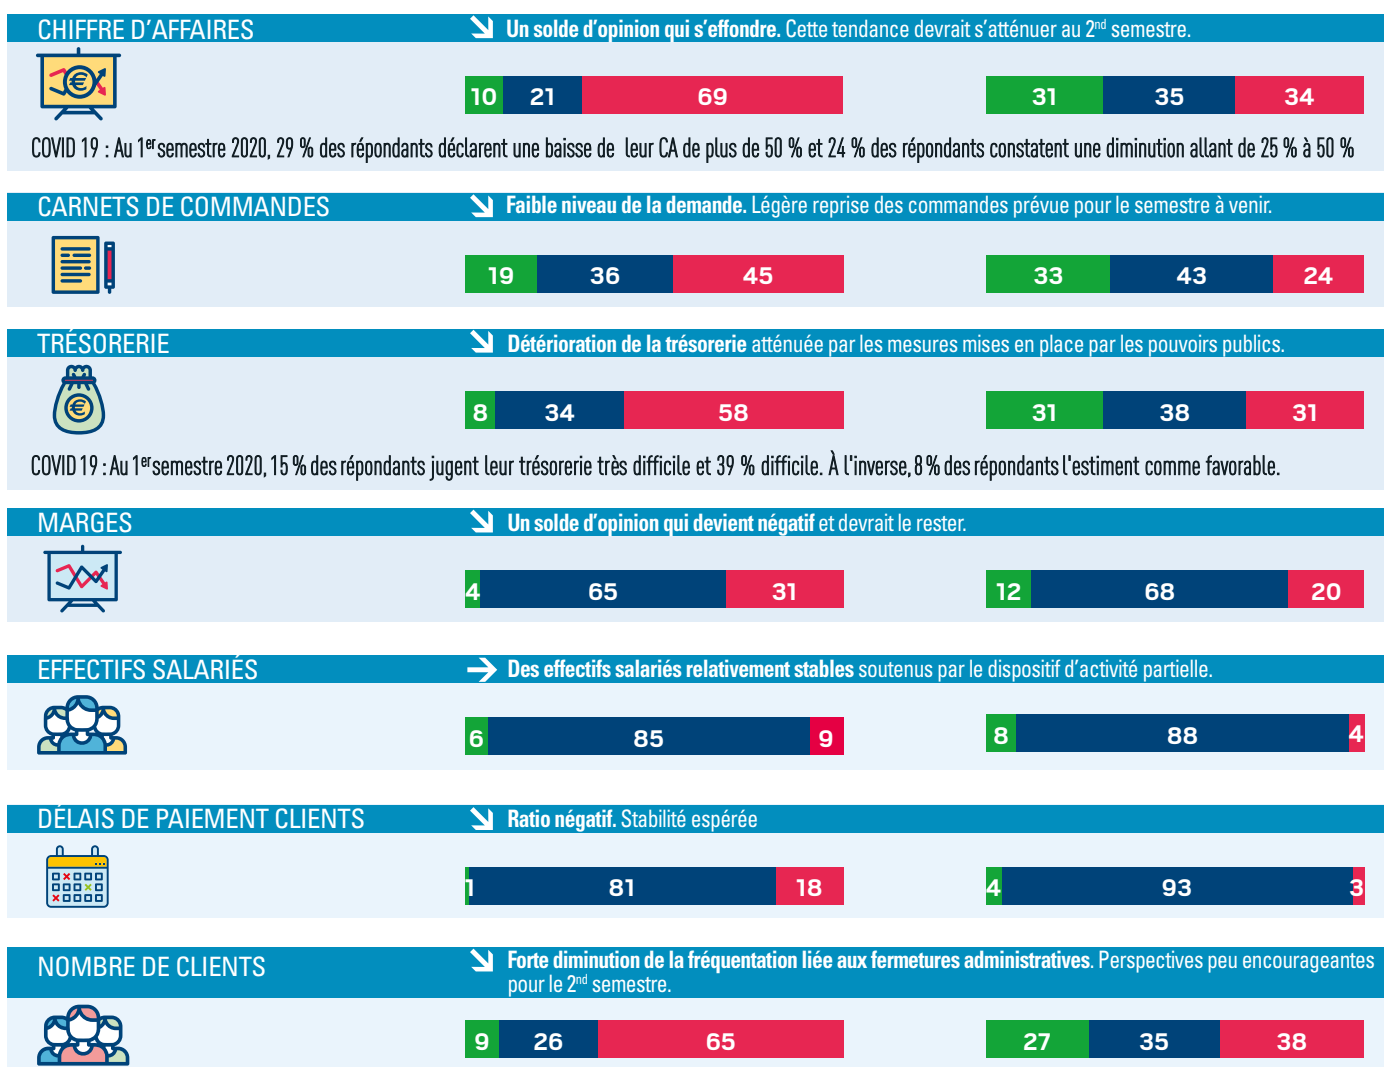 CHIFFRE D'AFFAIRES
Un solde d'opinion qui s'effondre. Cette tendance devrait s'atténuer au 2nd semestre.
10 21 69 31 35 34
COVID 19 : Au 1er semestre 2020, 29 % des répondants déclarent une baisse de leur CA de plus de 50 % et 24 % des répondants constatent une diminution allant de 25 % à 50 %
CARNETS DE COMMANDES
Faible niveau de la demande. Légère reprise des commandes prévue pour le semestre à venir.
19 36 45 33 43 24
TRÉSORERIE
Détérioration de la trésorerie atténuée par les mesures mises en place par les pouvoirs publics.
8 34 58 31 38 31
COVID 19 : Au 1er semestre 2020, 15 % des répondants jugent leur trésorerie très difficile et 39 % difficile. À l'inverse, 8 % des répondants l'estiment comme favorable.
MARGES
Un solde d'opinion qui devient négatif et devrait le rester.
4 65 31 12 68 20
EFFECTIFS SALARIÉS
Des effectifs salariés relativement stables soutenus par le dispositif d'activité partielle.
6 85 9 8 88 4
DÉLAIS DE PAIEMENT CLIENTS
Ratio négatif. Stabilité espérée
1 81 18 4 93 3
NOMBRE DE CLIENTS
Forte diminution de la fréquentation liée aux fermetures administratives. Perspectives peu encourageantes
pour le 2nd semestre.
9 26 65 27 35 38